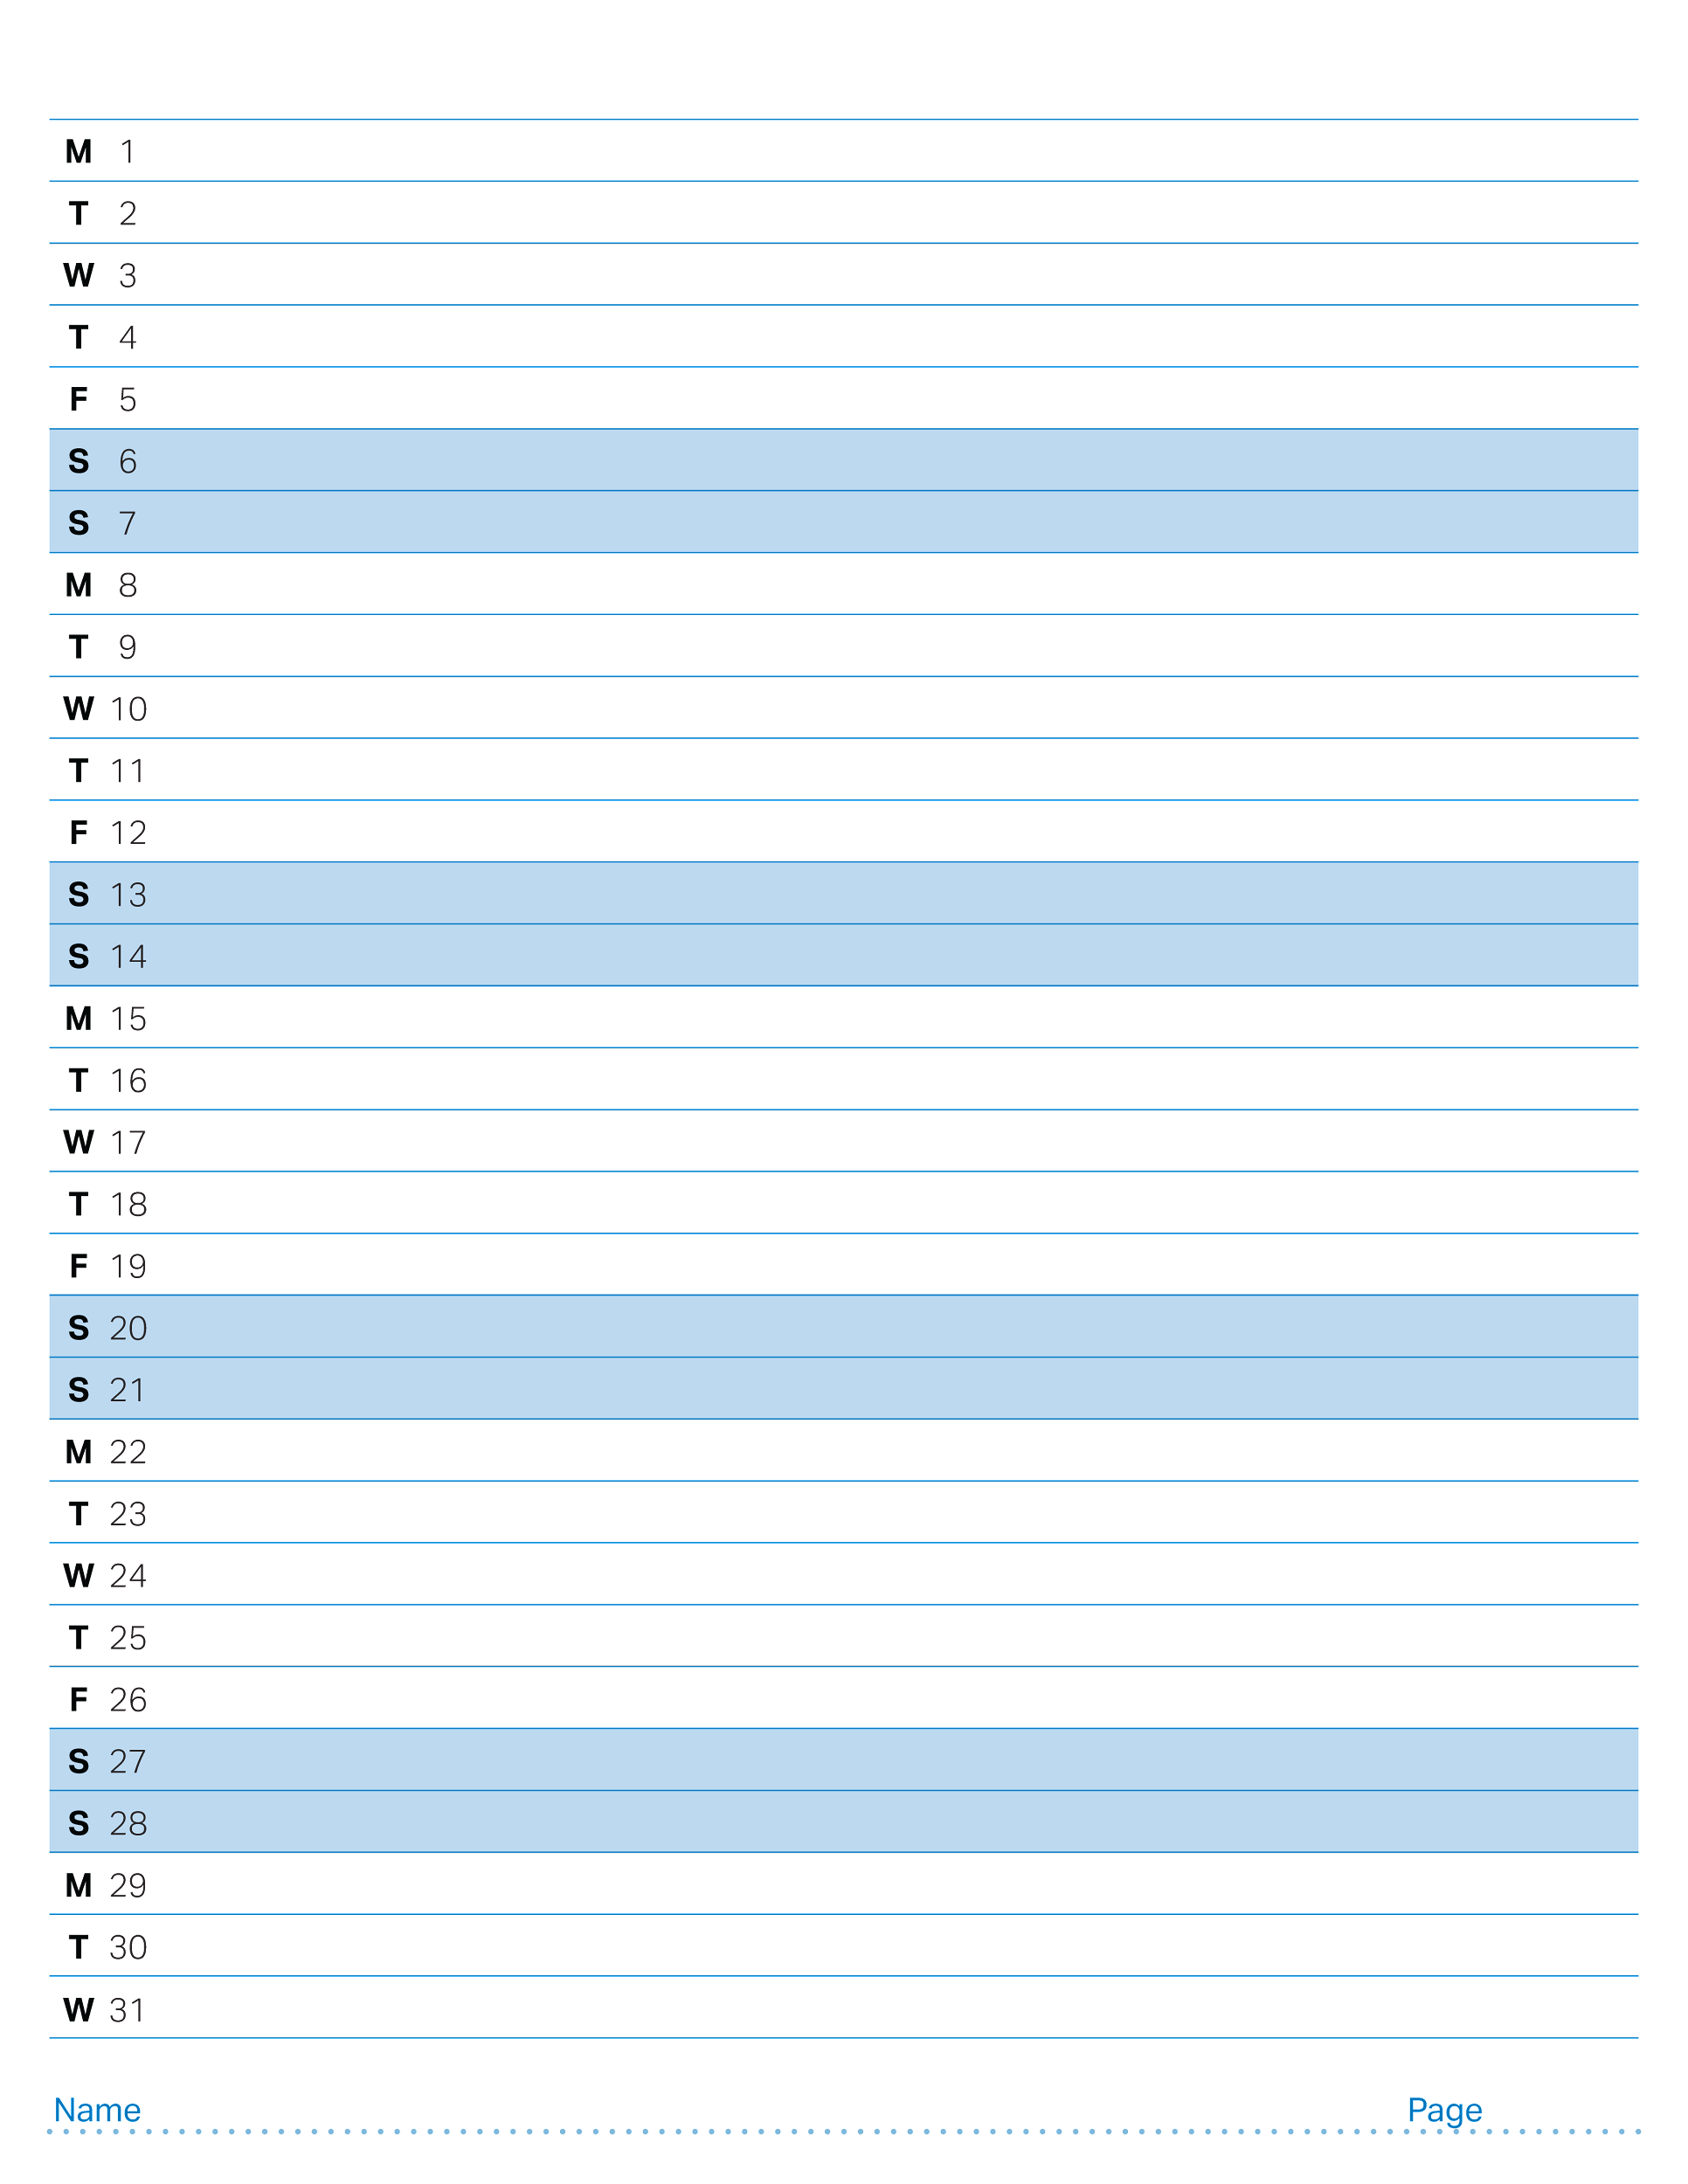 M 1
T 2
W 3
T 4
F 5
S 6
S 7
M 8
T 9
W 10
T 11
F 12
S 13
S 14
M 15
T 16
W 17
T 18
F 19
S 20
S 21
M 22
T 23
W 24
T 25
F 26
S 27
S 28
M 29
T 30
W 31
Name Page